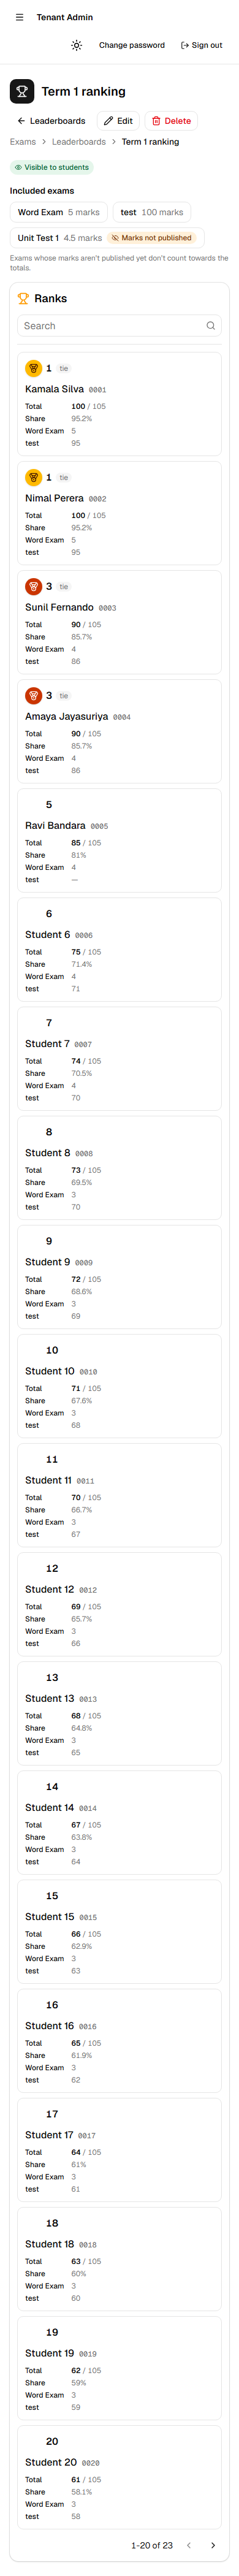 Tenant Admin
Change password
Sign out
Term 1 ranking
Leaderboards
Edit
Delete
Exams > Leaderboards > Term 1 ranking
Visible to students
Included exams
Word Exam 5 marks
test 100 marks
Unit Test 1 4.5 marks Marks not published
Exams whose marks aren't published yet don't count towards the
totals.
Ranks
Search
1 tie
Kamala Silva 0001
Total 100 / 105
Share 95.2%
Word Exam 5
test 95
1 tie
Nimal Perera 0002
Total 100 / 105
Share 95.2%
Word Exam 5
test 95
3 tie
Sunil Fernando 0003
Total 90 / 105
Share 85.7%
Word Exam 4
test 86
3 tie
Amaya Jayasuriya 0004
Total 90 / 105
Share 85.7%
Word Exam 4
test 86
5
Ravi Bandara 0005
Total 85 / 105
Share 81%
Word Exam 4
test —
6
Student 6 0006
Total 75 / 105
Share 71.4%
Word Exam 4
test 71
7
Student 7 0007
Total 74 / 105
Share 70.5%
Word Exam 4
test 70
8
Student 8 0008
Total 73 / 105
Share 69.5%
Word Exam 3
test 70
9
Student 9 0009
Total 72 / 105
Share 68.6%
Word Exam 3
test 69
10
Student 10 0010
Total 71 / 105
Share 67.6%
Word Exam 3
test 68
11
Student 11 0011
Total 70 / 105
Share 66.7%
Word Exam 3
test 67
12
Student 12 0012
Total 69 / 105
Share 65.7%
Word Exam 3
test 66
13
Student 13 0013
Total 68 / 105
Share 64.8%
Word Exam 3
test 65
14
Student 14 0014
Total 67 / 105
Share 63.8%
Word Exam 3
test 64
15
Student 15 0015
Total 66 / 105
Share 62.9%
Word Exam 3
test 63
16
Student 16 0016
Total 65 / 105
Share 61.9%
Word Exam 3
test 62
17
Student 17 0017
Total 64 / 105
Share 61%
Word Exam 3
test 61
18
Student 18 0018
Total 63 / 105
Share 60%
Word Exam 3
test 60
19
Student 19 0019
Total 62 / 105
Share 59%
Word Exam 3
test 59
20
Student 20 0020
Total 61 / 105
Share 58.1%
Word Exam 3
test 58
1-20 of 23